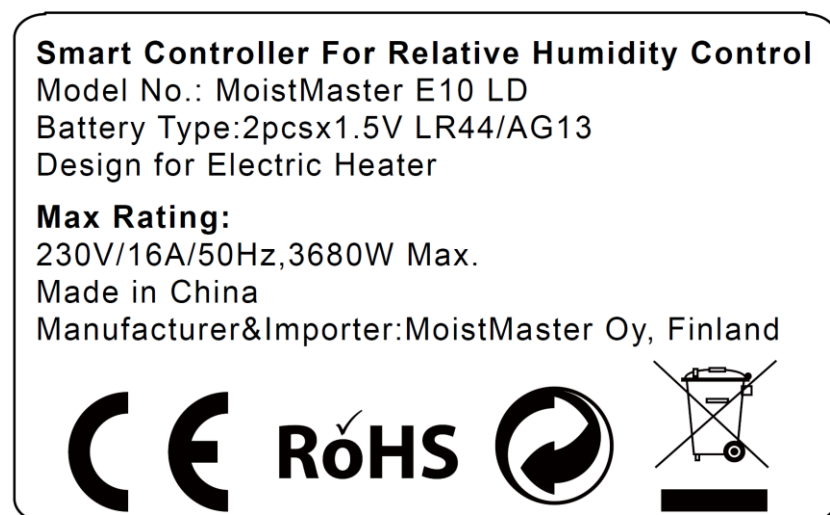 Smart Controller For Relative Humidity Control
Model No.: MoistMaster E10 LD
Battery Type:2pcsx1.5V LR44/AG13
Design for Electric Heater
Max Rating:
230V/16A/50Hz,3680W Max.
Made in China
Manufacturer&Importer:MoistMaster Oy, Finland
CE RoHS